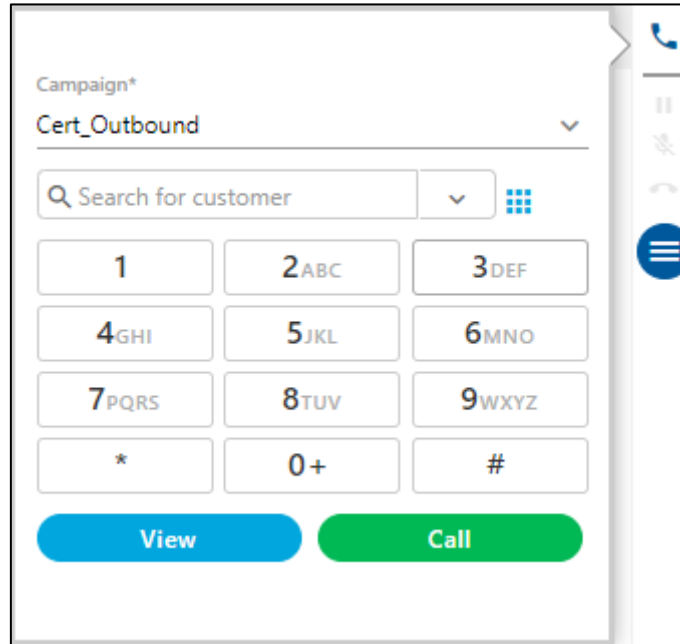 Campaign*
Cert_Outbound
Search for customer
1 2ABC 3DEF
4GHI 5JKL 6MNO
7PQRS 8TUV 9WXYZ
* 0+ #
View Call